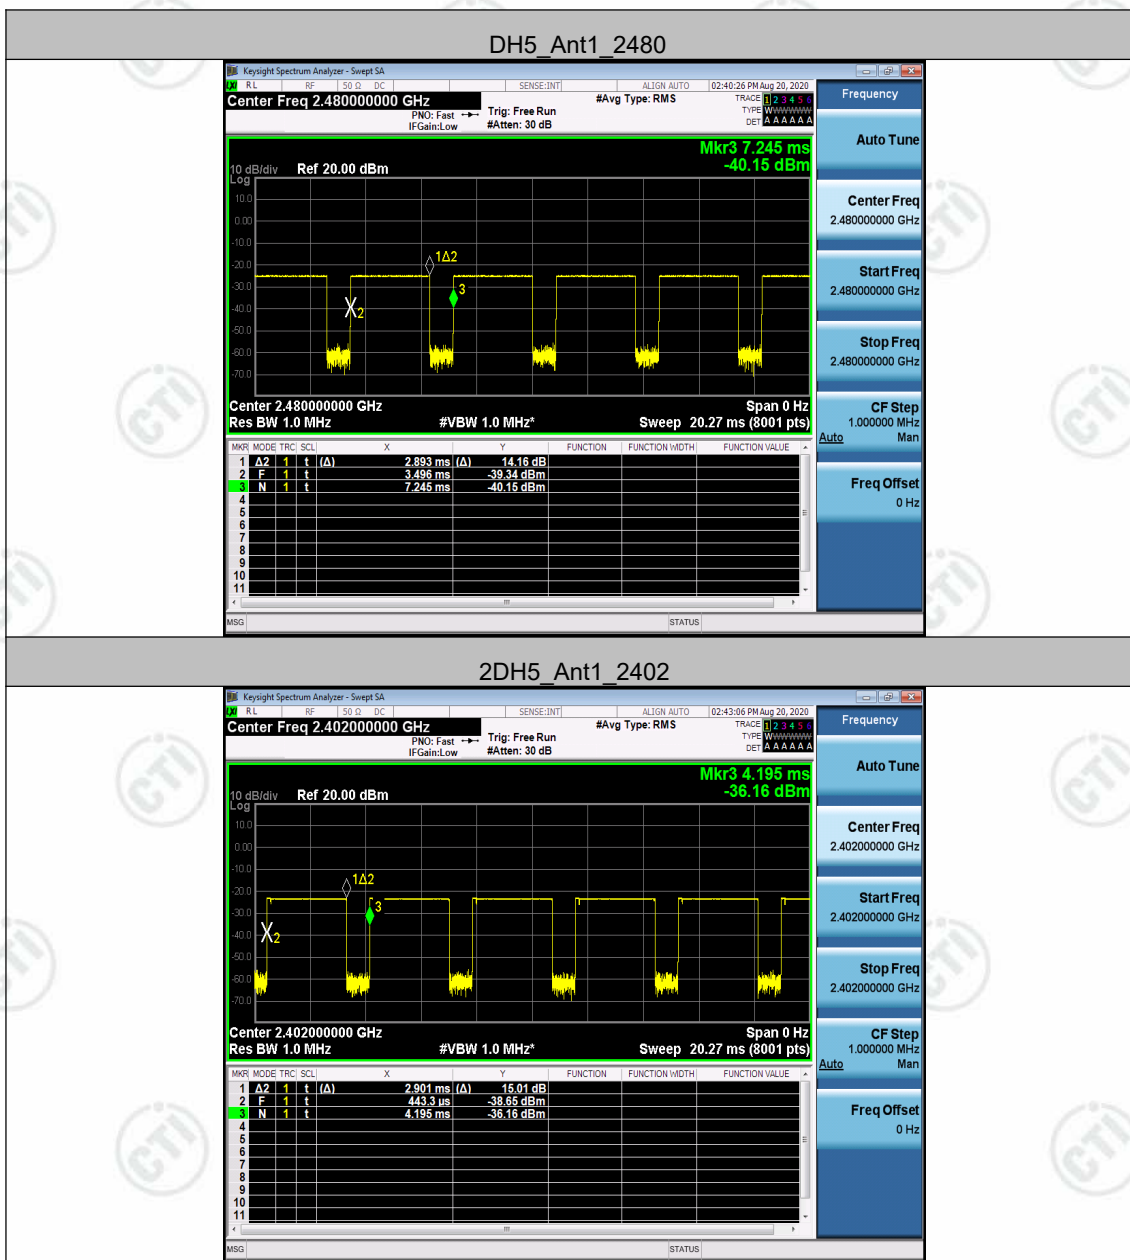 DH5_Ant1_2480
Keysight Spectrum Analyzer - Swept SA
LXI RL RF 50 Ω DC SENSE:INT ALIGN AUTO 02:40:26 PM Aug 20, 2020
Center Freq 2.480000000 GHz #Avg Type: RMS TRACE 1 2 3 4 5 6
PNO: Fast Trig: Free Run TYPE WWWWWW
IFGain:Low #Atten: 30 dB DET A A A A A A
Frequency
Auto Tune
Mkr3 7.245 ms
-40.15 dBm
10 dB/div Ref 20.00 dBm
Log
10.0
0.00
-10.0
-20.0
-30.0
-40.0
-50.0
-60.0
-70.0
1Δ2
3
X2
Center 2.480000000 GHz Span 0 Hz
Res BW 1.0 MHz #VBW 1.0 MHz* Sweep 20.27 ms (8001 pts)
Center Freq
2.480000000 GHz
Start Freq
2.480000000 GHz
Stop Freq
2.480000000 GHz
CF Step
1.000000 MHz
Auto Man
Freq Offset
0 Hz
MKR MODE TRC SCL X Y FUNCTION FUNCTION WIDTH FUNCTION VALUE
1 Δ2 1 t (Δ) 2.893 ms (Δ) 14.16 dB
2 F 1 t 3.496 ms -39.34 dBm
3 N 1 t 7.245 ms -40.15 dBm
4
5
6
7
8
9
10
11
MSG STATUS
2DH5_Ant1_2402
Keysight Spectrum Analyzer - Swept SA
LXI RL RF 50 Ω DC SENSE:INT ALIGN AUTO 02:43:06 PM Aug 20, 2020
Center Freq 2.402000000 GHz #Avg Type: RMS TRACE 1 2 3 4 5 6
PNO: Fast Trig: Free Run TYPE WWWWWW
IFGain:Low #Atten: 30 dB DET A A A A A A
Frequency
Auto Tune
Mkr3 4.195 ms
-36.16 dBm
10 dB/div Ref 20.00 dBm
Log
10.0
0.00
-10.0
-20.0
-30.0
-40.0
-50.0
-60.0
-70.0
1Δ2
3
X2
Center 2.402000000 GHz Span 0 Hz
Res BW 1.0 MHz #VBW 1.0 MHz* Sweep 20.27 ms (8001 pts)
Center Freq
2.402000000 GHz
Start Freq
2.402000000 GHz
Stop Freq
2.402000000 GHz
CF Step
1.000000 MHz
Auto Man
Freq Offset
0 Hz
MKR MODE TRC SCL X Y FUNCTION FUNCTION WIDTH FUNCTION VALUE
1 Δ2 1 t (Δ) 2.901 ms (Δ) 15.01 dB
2 F 1 t 443.3 µs -38.65 dBm
3 N 1 t 4.195 ms -36.16 dBm
4
5
6
7
8
9
10
11
MSG STATUS
CTI
CTI
CTI
CTI
CTI
CTI
CTI